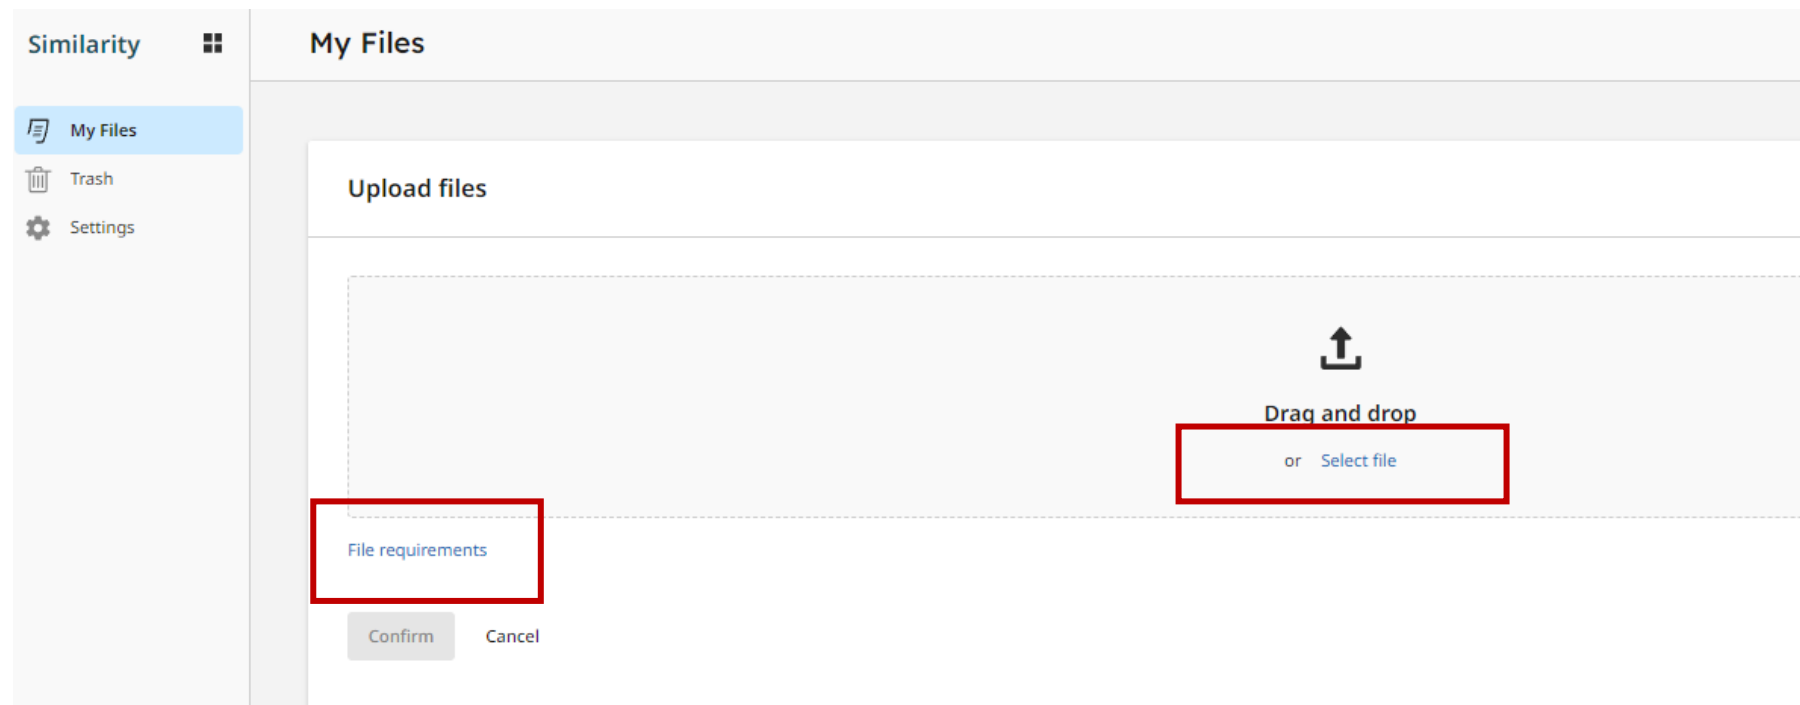 Similarity
My Files
My Files
Trash
Settings
Upload files
Drag and drop
or Select file
File requirements
Confirm Cancel